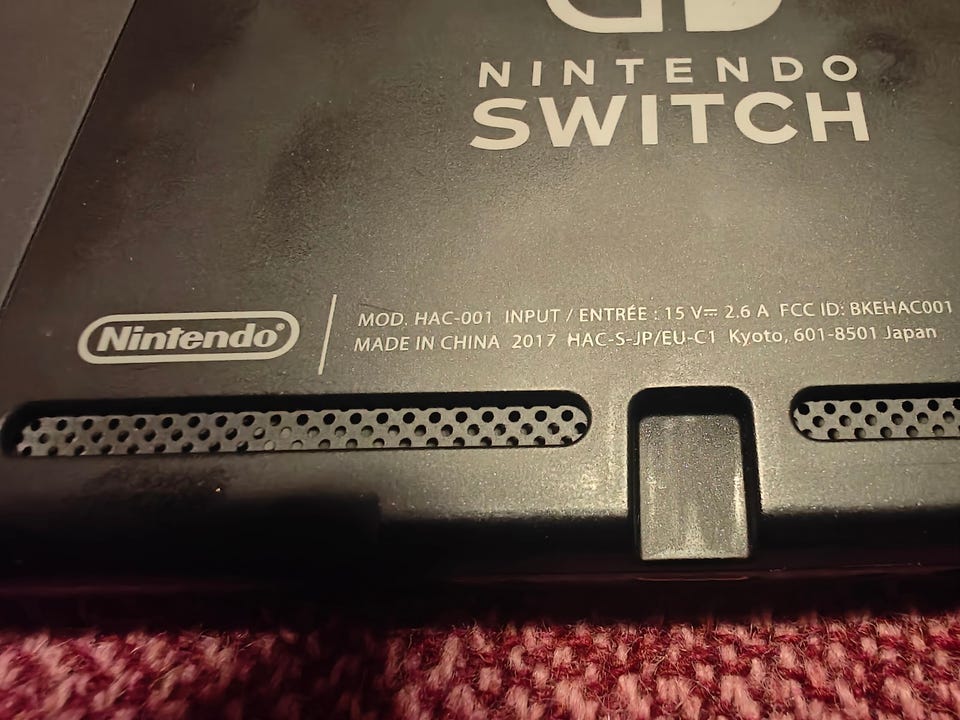 NINTENDO
SWITCH
Nintendo®
MOD. HAC-001 INPUT / ENTRÉE : 15 V⎓ 2.6 A FCC ID: BKEHAC001
MADE IN CHINA 2017 HAC-S-JP/EU-C1 Kyoto, 601-8501 Japan